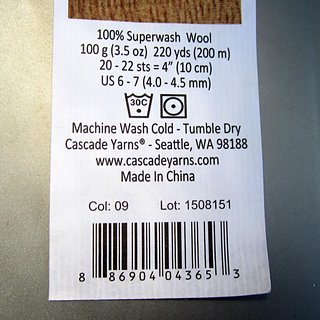 100% Superwash Wool
100 g (3.5 oz) 220 yds (200 m)
20 - 22 sts = 4” (10 cm)
US 6 - 7 (4.0 - 4.5 mm)
30C
Machine Wash Cold - Tumble Dry
Cascade Yarns® - Seattle, WA 98188
www.cascadeyarns.com
Made In China
Col: 09 Lot: 1508151
8 86904 04365 3